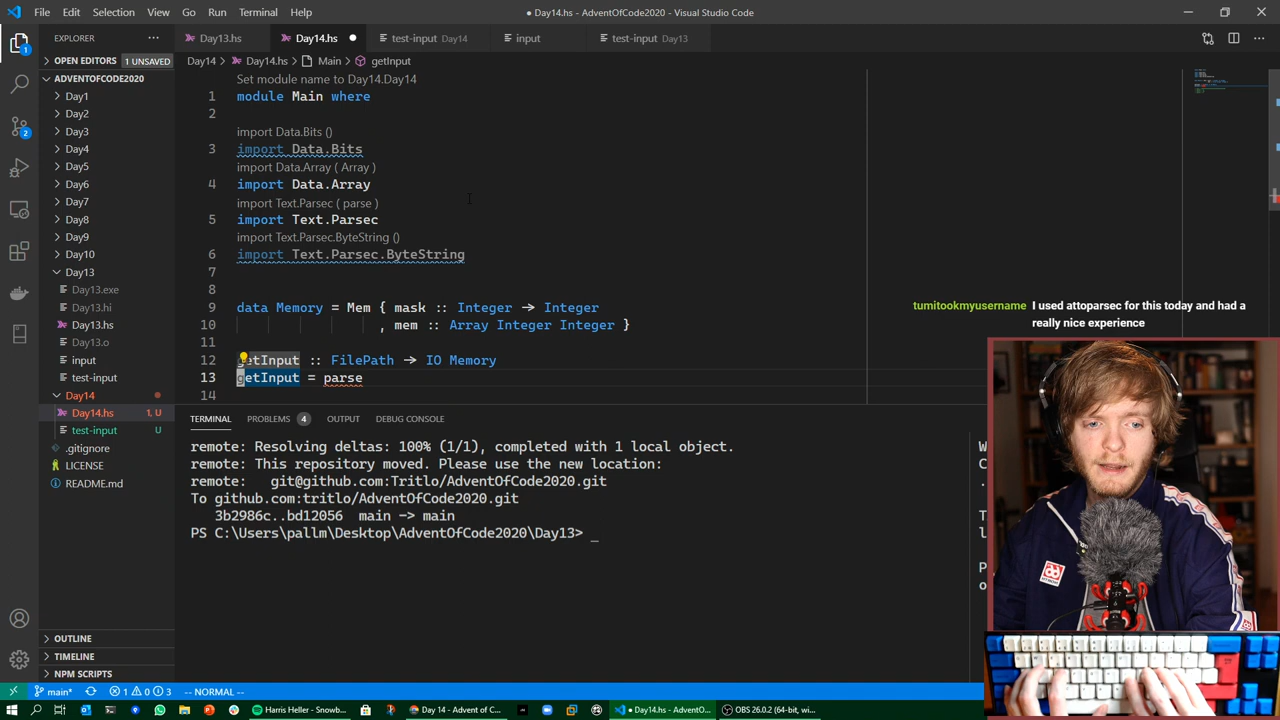 File Edit Selection View Go Run Terminal Help
● Day14.hs - AdventOfCode2020 - Visual Studio Code
EXPLORER ···
Day13.hs
Day14.hs ●
test-input Day14
input
test-input Day13
OPEN EDITORS 1 UNSAVED
Day14 > Day14.hs > Main > getInput
ADVENTOFCODE2020
Day1
Day2
Day3
Day4
Day5
Day6
Day7
Day8
Day9
Day10
Day13
Day13.exe
Day13.hi
Day13.hs
Day13.o
input
test-input
Day14
Day14.hs 1, U
test-input U
.gitignore
LICENSE
README.md
OUTLINE
TIMELINE
NPM SCRIPTS
Set module name to Day14.Day14
1 module Main where
2
import Data.Bits ()
3 import Data.Bits
import Data.Array ( Array )
4 import Data.Array
import Text.Parsec ( parse )
5 import Text.Parsec
import Text.Parsec.ByteString ()
6 import Text.Parsec.ByteString
7
8
9 data Memory = Mem { mask :: Integer → Integer
10 , mem :: Array Integer Integer }
11
12 getInput :: FilePath → IO Memory
13 getInput = parse
14
tumitookmyusername I used attoparsec for this today and had a
really nice experience
TERMINAL PROBLEMS 4 OUTPUT DEBUG CONSOLE
remote: Resolving deltas: 100% (1/1), completed with 1 local object.
remote: This repository moved. Please use the new location:
remote: git@github.com:Tritlo/AdventOfCode2020.git
To github.com:tritlo/AdventOfCode2020.git
3b2986c..bd12056 main -> main
PS C:\Users\pallm\Desktop\AdventOfCode2020\Day13> _
main* 1 0 3 -- NORMAL --
Harris Heller - Snowb...
Day 14 - Advent of C...
● Day14.hs - AdventO...
OBS 26.0.2 (64-bit, wi...